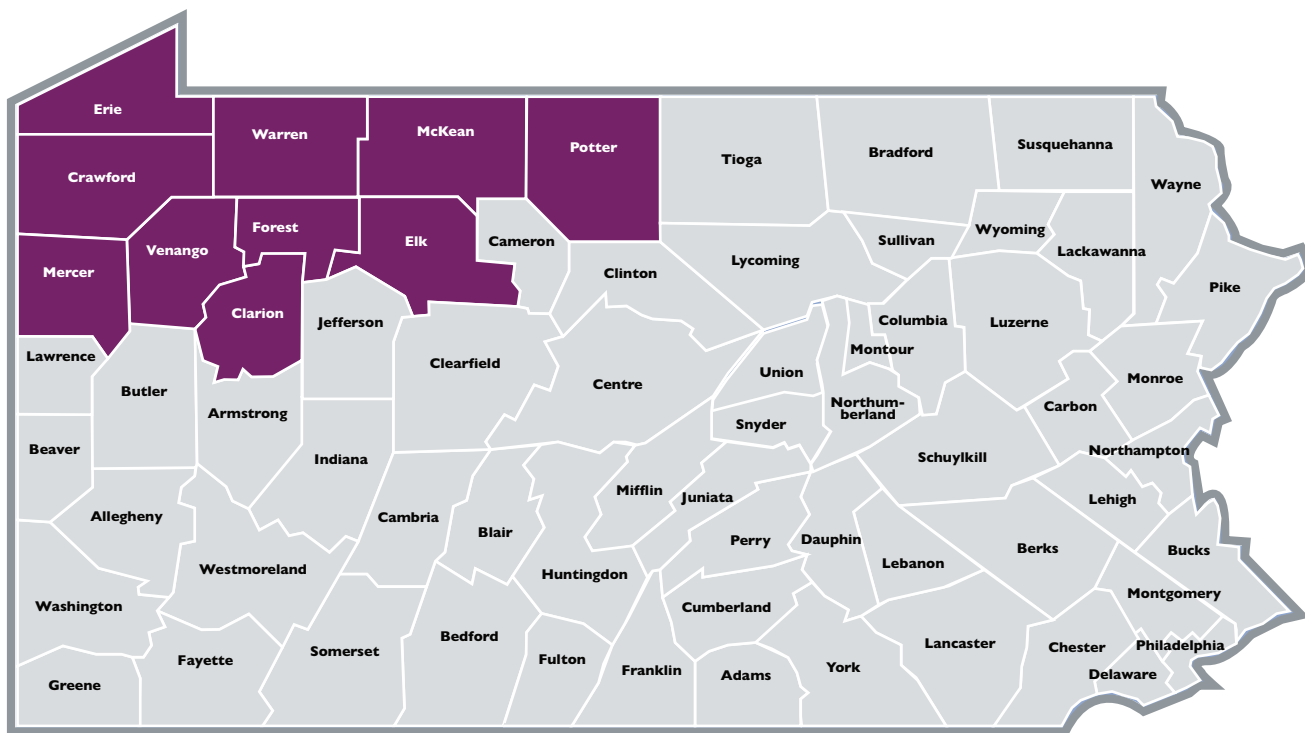 Erie
Warren
McKean
Potter
Tioga
Bradford
Susquehanna
Wayne
Crawford
Venango
Forest
Elk
Cameron
Clinton
Lycoming
Sullivan
Wyoming
Lackawanna
Pike
Mercer
Clarion
Jefferson
Clearfield
Centre
Union
Montour
Columbia
Luzerne
Monroe
Lawrence
Butler
Armstrong
Indiana
Snyder
Northum-
berland
Carbon
Northampton
Beaver
Allegheny
Westmoreland
Cambria
Blair
Huntingdon
Mifflin
Juniata
Perry
Dauphin
Lebanon
Schuylkill
Berks
Lehigh
Bucks
Montgomery
Washington
Greene
Fayette
Somerset
Bedford
Fulton
Franklin
Cumberland
Adams
York
Lancaster
Chester
Delaware
Philadelphia